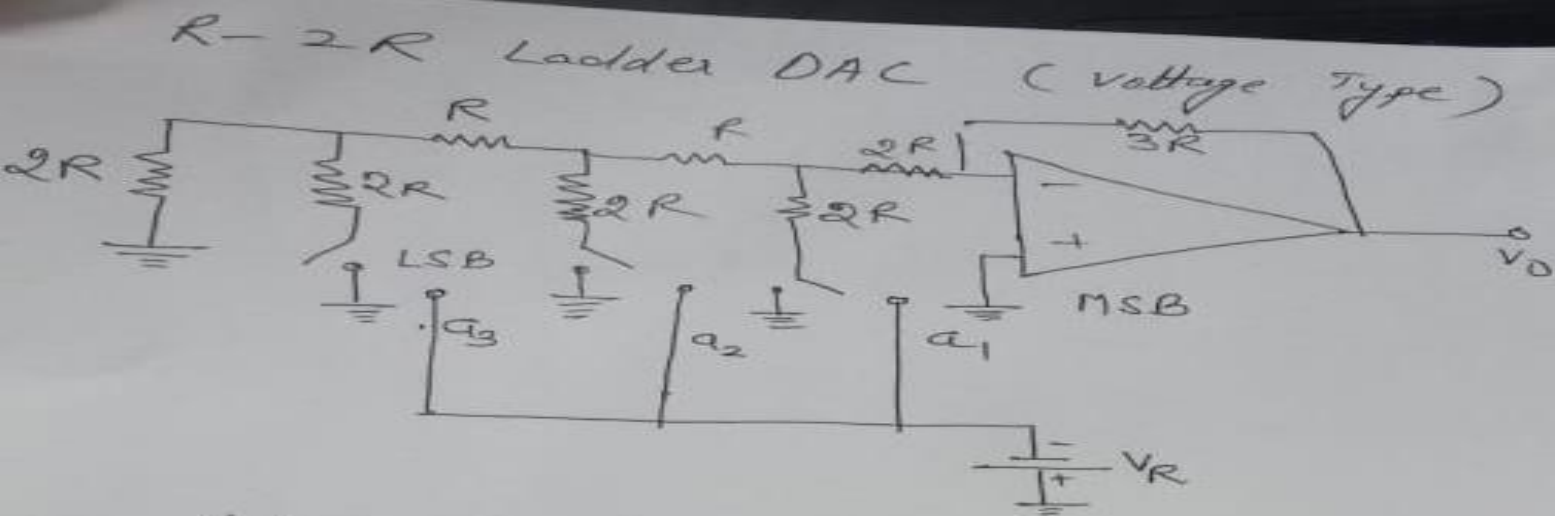 R-2R Ladder DAC (Voltage Type)
R
R
2R
3R
2R
2R
2R
2R
-
+
LSB
MSB
V0
a3
a2
a1
-
+
VR